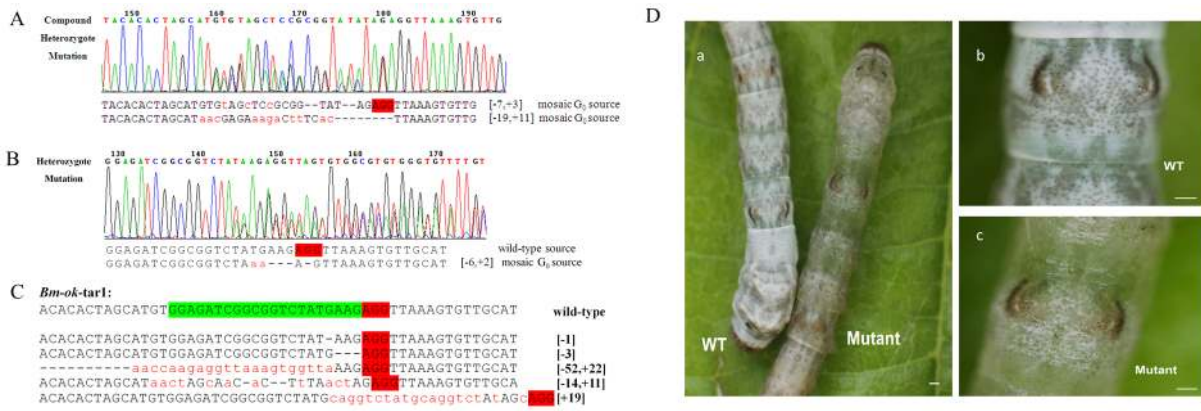 A
Compound
Heterozygote
Mutation
150 160 170 180 190
TACACACTAGCATGTGTAGCTCCGCGGTATATAGAGGTTAAAGTGTTG
TACACACTAGCATGTGtAGcTCcGCGG--TAT--AGAGGTTAAAGTGTTG [-7,+3] mosaic G0 source
TACACACTAGCATaacGAGAaagaCttTCac--------TTAAAGTGTTG [-19,+11] mosaic G0 source
B
Heterozygote
Mutation
130 140 150 160 170
GGAGATCGGCGGTCTATAAGAGGTTAGTGTGGCGTGTGGGTGTTTTGT
GGAGATCGGCGGTCTATGAAGAGGTTAAAGTGTTGCAT wild-type source
GGAGATCGGCGGTCTAaa----A-GTTAAAGTGTTGCAT [-6,+2] mosaic G0 source
C
Bm-ok-tar1:
ACACACTAGCATGTGGAGATCGGCGGTCTATGAAGAGGTTAAAGTGTTGCAT wild-type
ACACACTAGCATGTGGAGATCGGCGGTCTAT-AAGAGGTTAAAGTGTTGCAT [-1]
ACACACTAGCATGTGGAGATCGGCGGTCTATG---AGGTTAAAGTGTTGCAT [-3]
----------aaccaagaggttaaagtggttaAAGAGGTTAAAGTGTTGCAT [-52,+22]
ACACACTAGCATaactAGcAAC-aC--TtTAactAGAGGTTAAAGTGTTGCA [-14,+11]
ACACACTAGCATGTGGAGATCGGCGGTCTATGcaggtctatgcaggtctAtAGcAGG [+19]
D
a
WT
Mutant
b
WT
c
Mutant